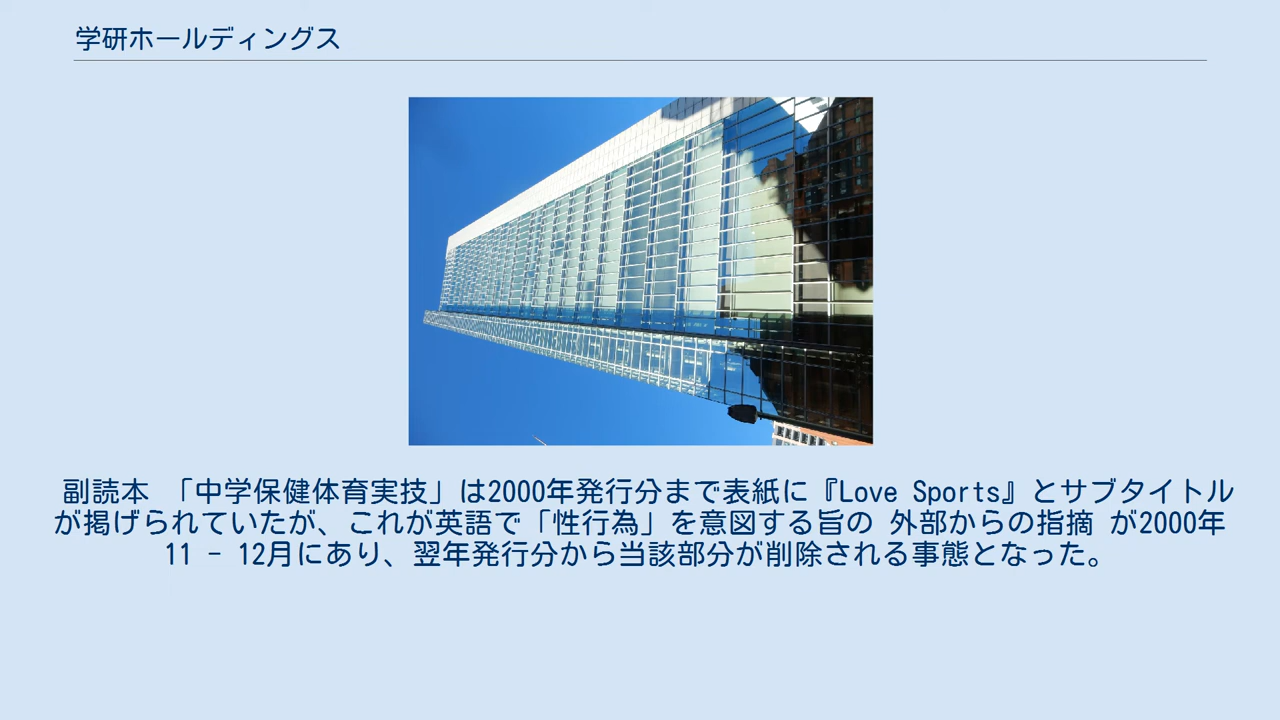 学研ホールディングス
副読本 「中学保健体育実技」は2000年発行分まで表紙に『Love Sports』とサブタイトル
が掲げられていたが、これが英語で「性行為」を意図する旨の 外部からの指摘 が2000年
11 - 12月にあり、翌年発行分から当該部分が削除される事態となった。